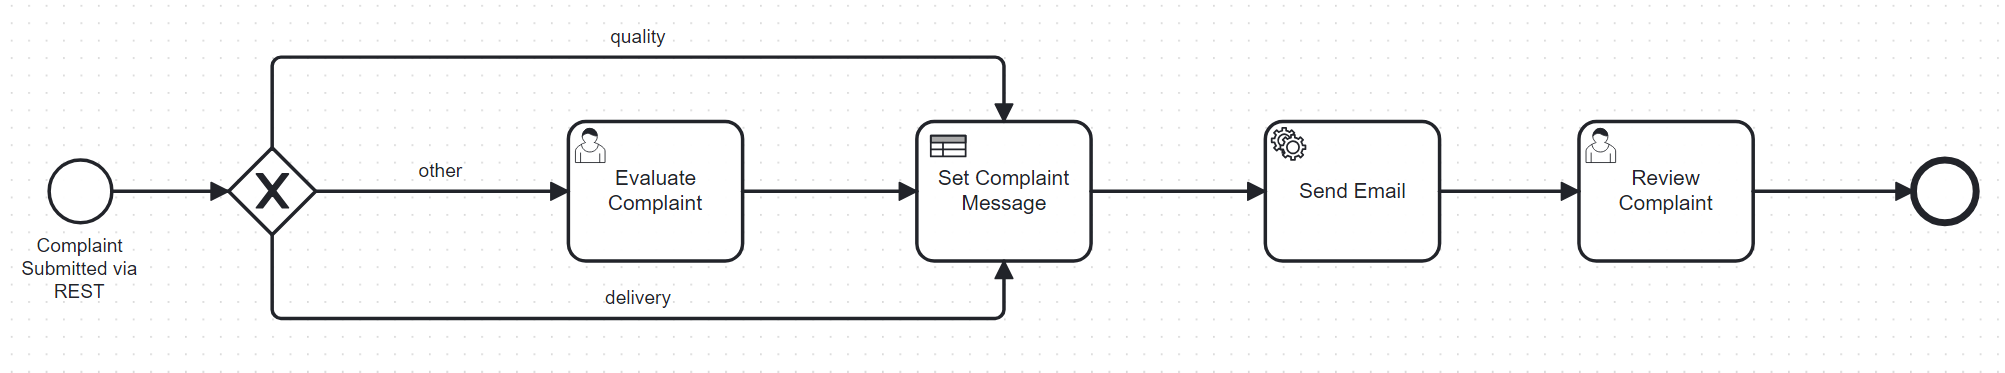 quality
other
Evaluate
Complaint
Set Complaint
Message
Send Email
Review
Complaint
Complaint
Submitted via
REST
delivery